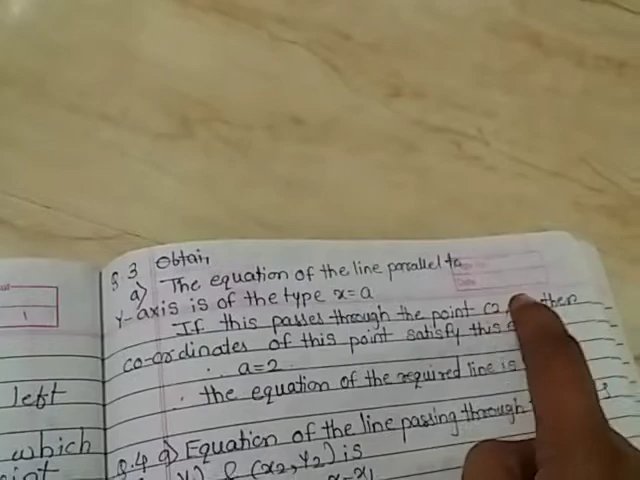 Q.3 Obtain
a) The equation of the line parallel to
Y-axis is of the type x=a
If this passes through the point then
co-ordinates of this point satisfy this
∴ a=2
∴ the equation of the required line is
left
Q.4 a) Equation of the line passing through
which
& (x2, Y2) is